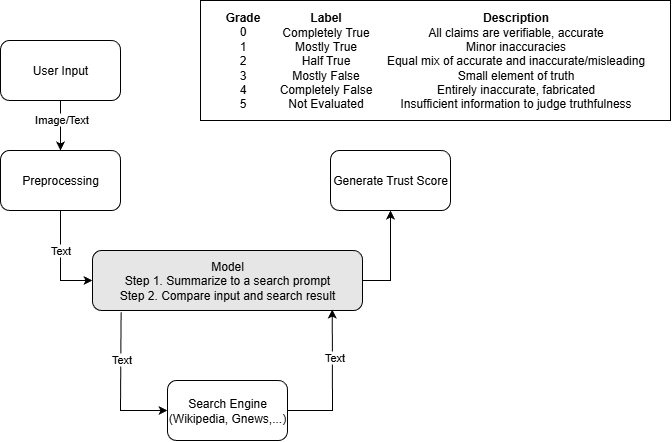 Grade Label Description
0 Completely True All claims are verifiable, accurate
1 Mostly True Minor inaccuracies
2 Half True Equal mix of accurate and inaccurate/misleading
3 Mostly False Small element of truth
4 Completely False Entirely inaccurate, fabricated
5 Not Evaluated Insufficient information to judge truthfulness
User Input
Image/Text
Preprocessing
Generate Trust Score
Text
Model
Step 1. Summarize to a search prompt
Step 2. Compare input and search result
Text
Text
Search Engine
(Wikipedia, Gnews,...)